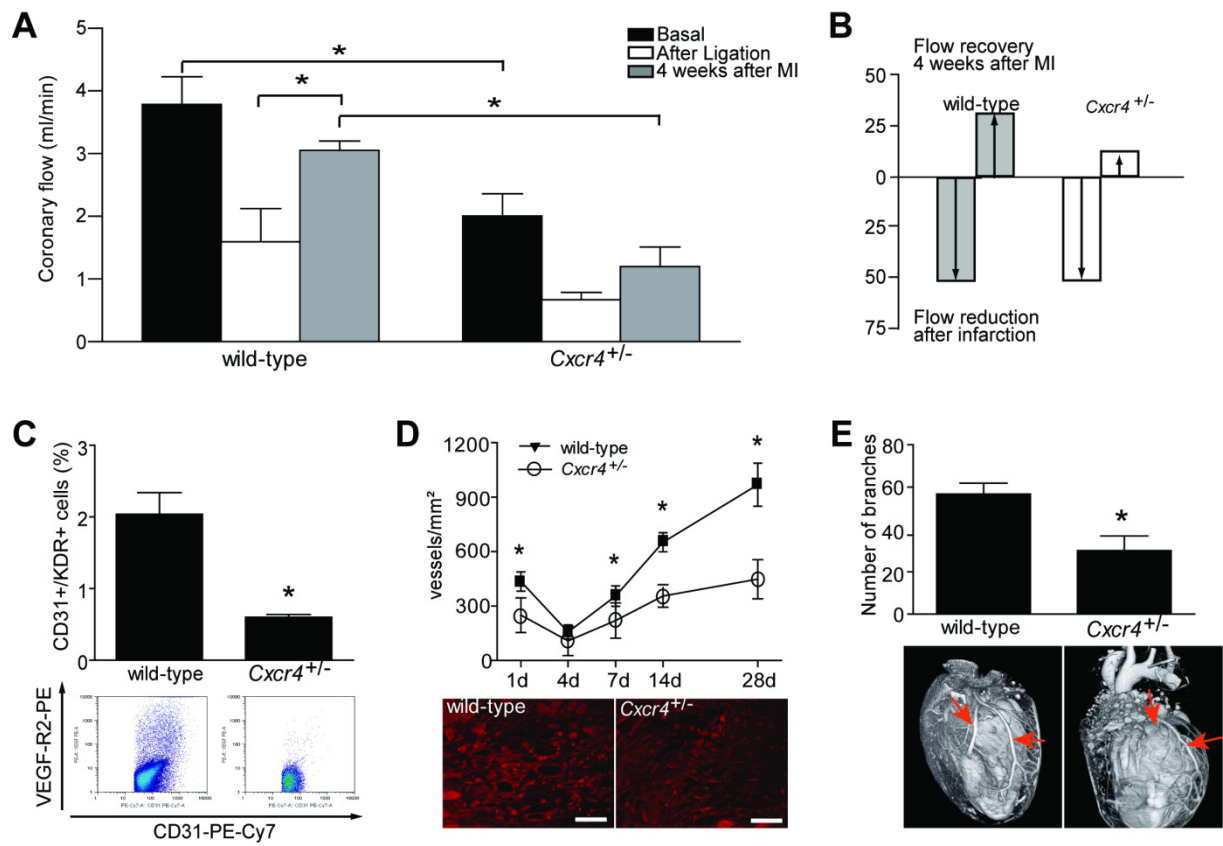 A
Coronary flow (ml/min)
5
4
3
2
1
0
*
*
*
Basal
After Ligation
4 weeks after MI
wild-type
Cxcr4+/-
B
Flow recovery
4 weeks after MI
50
25
0
25
50
75
wild-type
Cxcr4+/-
Flow reduction
after infarction
C
CD31+/KDR+ cells (%)
3
2
1
0
*
wild-type
Cxcr4+/-
VEGF-R2-PE
CD31-PE-Cy7
D
vessels/mm²
1200
900
600
300
0
wild-type
Cxcr4+/-
*
*
*
*
1d
4d
7d
14d
28d
wild-type
Cxcr4+/-
E
Number of branches
80
60
40
20
0
*
wild-type
Cxcr4+/-